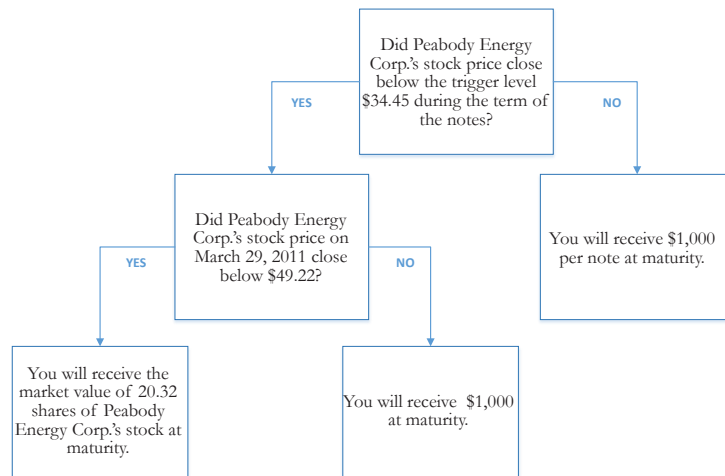 Did Peabody Energy
Corp.'s stock price close
below the trigger level
$34.45 during the term of
the notes?
YES
NO
Did Peabody Energy
Corp.'s stock price on
March 29, 2011 close
below $49.22?
You will receive $1,000
per note at maturity.
YES
NO
You will receive the
market value of 20.32
shares of Peabody
Energy Corp.'s stock at
maturity.
You will receive $1,000
at maturity.